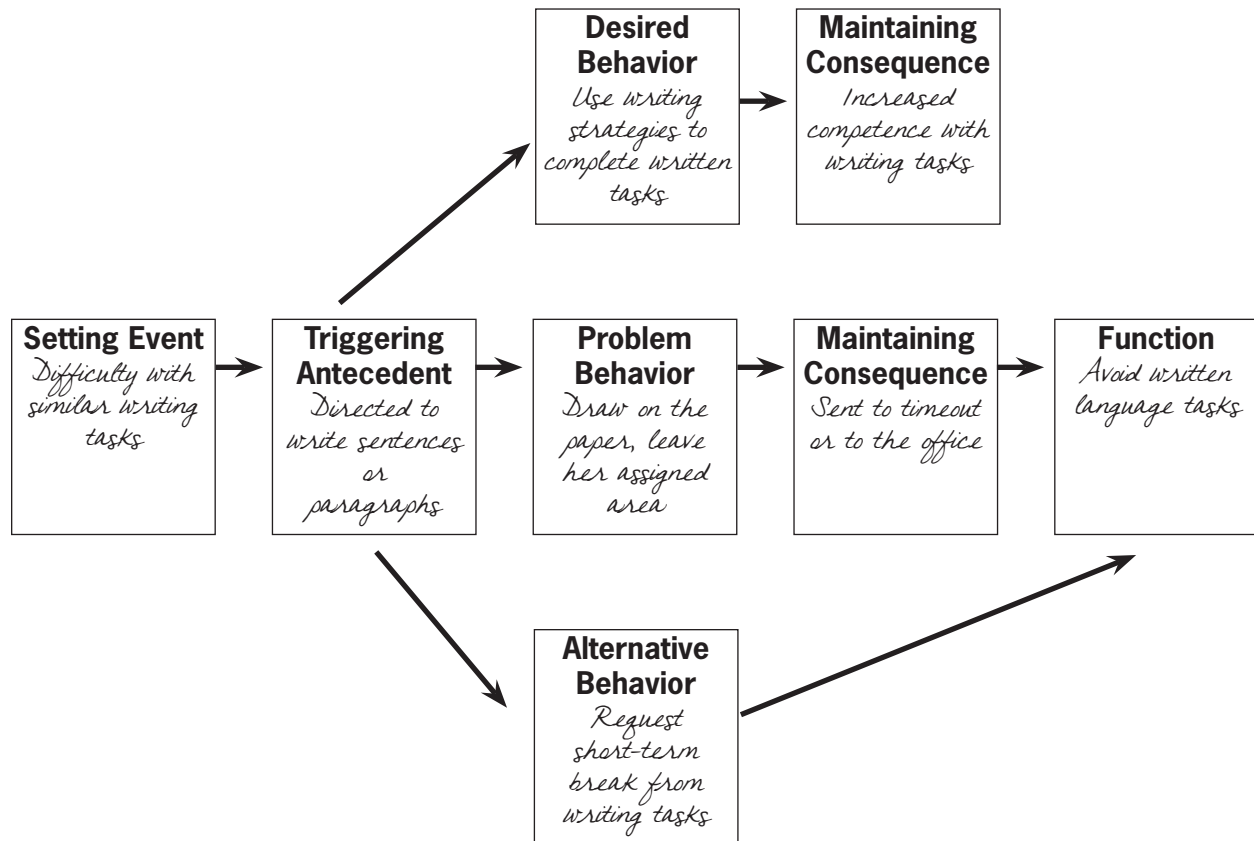 Desired
Behavior
Use writing
strategies to
complete written
tasks
Maintaining
Consequence
Increased
competence with
writing tasks
Setting Event
Difficulty with
similar writing
tasks
Triggering
Antecedent
Directed to
write sentences
or
paragraphs
Problem
Behavior
Draw on the
paper, leave
her assigned
area
Maintaining
Consequence
Sent to timeout
or to the office
Function
Avoid written
language tasks
Alternative
Behavior
Request
short-term
break from
writing tasks